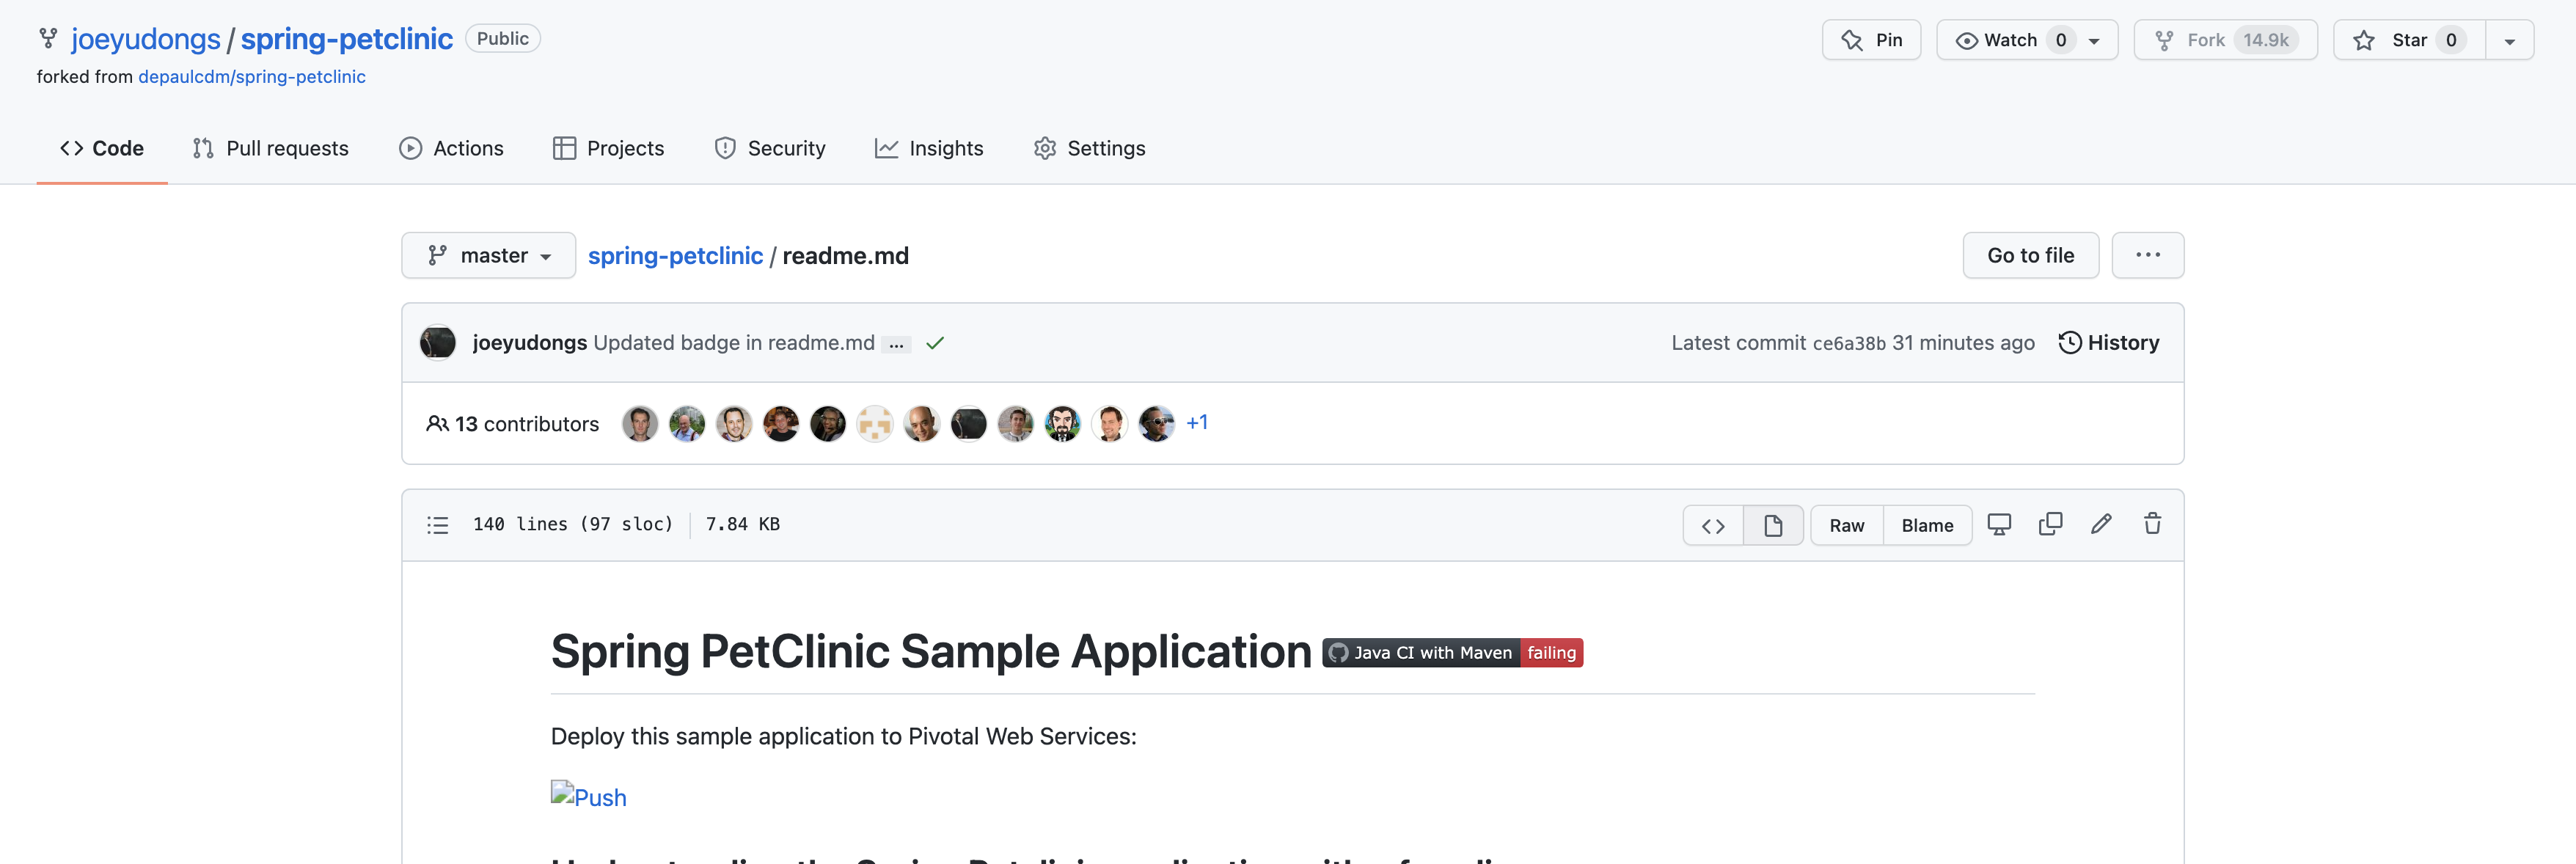 joeyudongs / spring-petclinic Public
Pin Watch 0 Fork 14.9k Star 0
forked from depaulcdm/spring-petclinic
Code Pull requests Actions Projects Security Insights Settings
master spring-petclinic / readme.md Go to file ...
joeyudongs Updated badge in readme.md ... Latest commit ce6a38b 31 minutes ago History
13 contributors +1
140 lines (97 sloc) 7.84 KB Raw Blame
Spring PetClinic Sample Application Java CI with Maven failing
Deploy this sample application to Pivotal Web Services:
Push